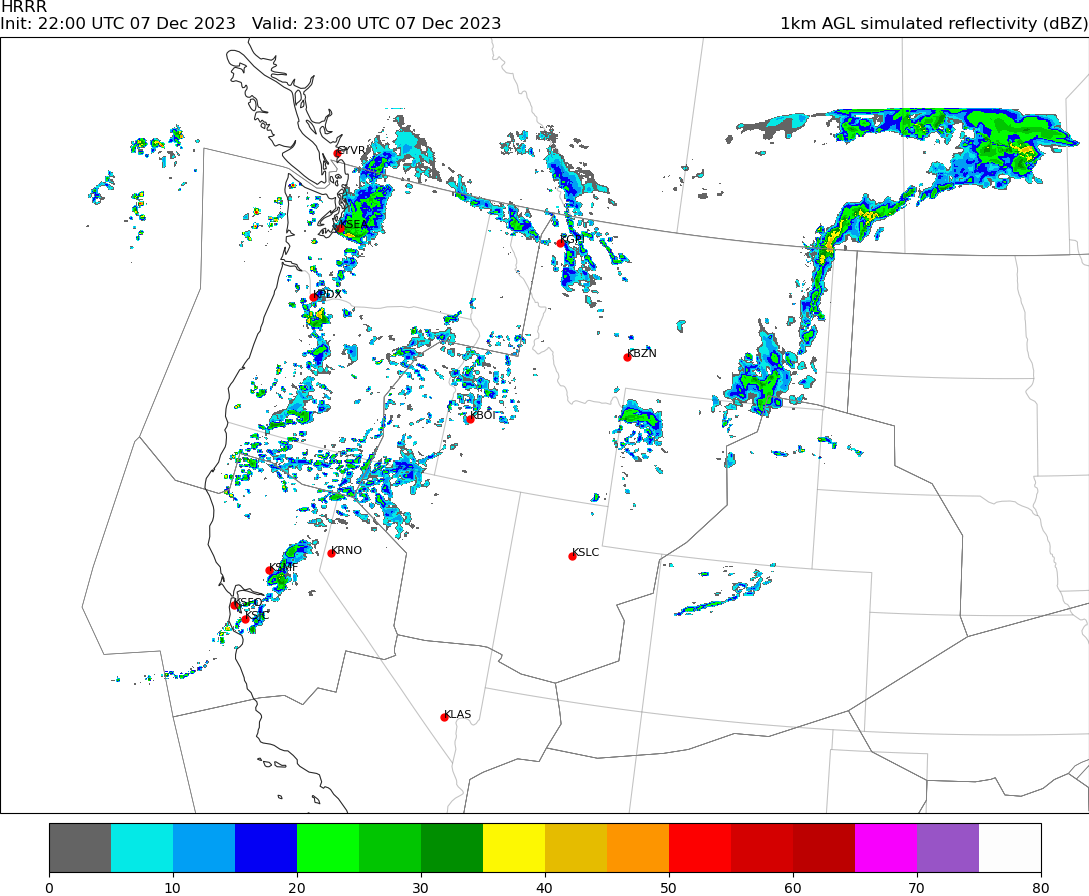 HRRR
Init: 22:00 UTC 07 Dec 2023   Valid: 23:00 UTC 07 Dec 2023   1km AGL simulated reflectivity (dBZ)
CYVR
KSEA
KGPI
KPDX
KBZN
KBOI
KRNO
KSLC
KSMF
KSFO
KSJC
KLAS
0 10 20 30 40 50 60 70 80